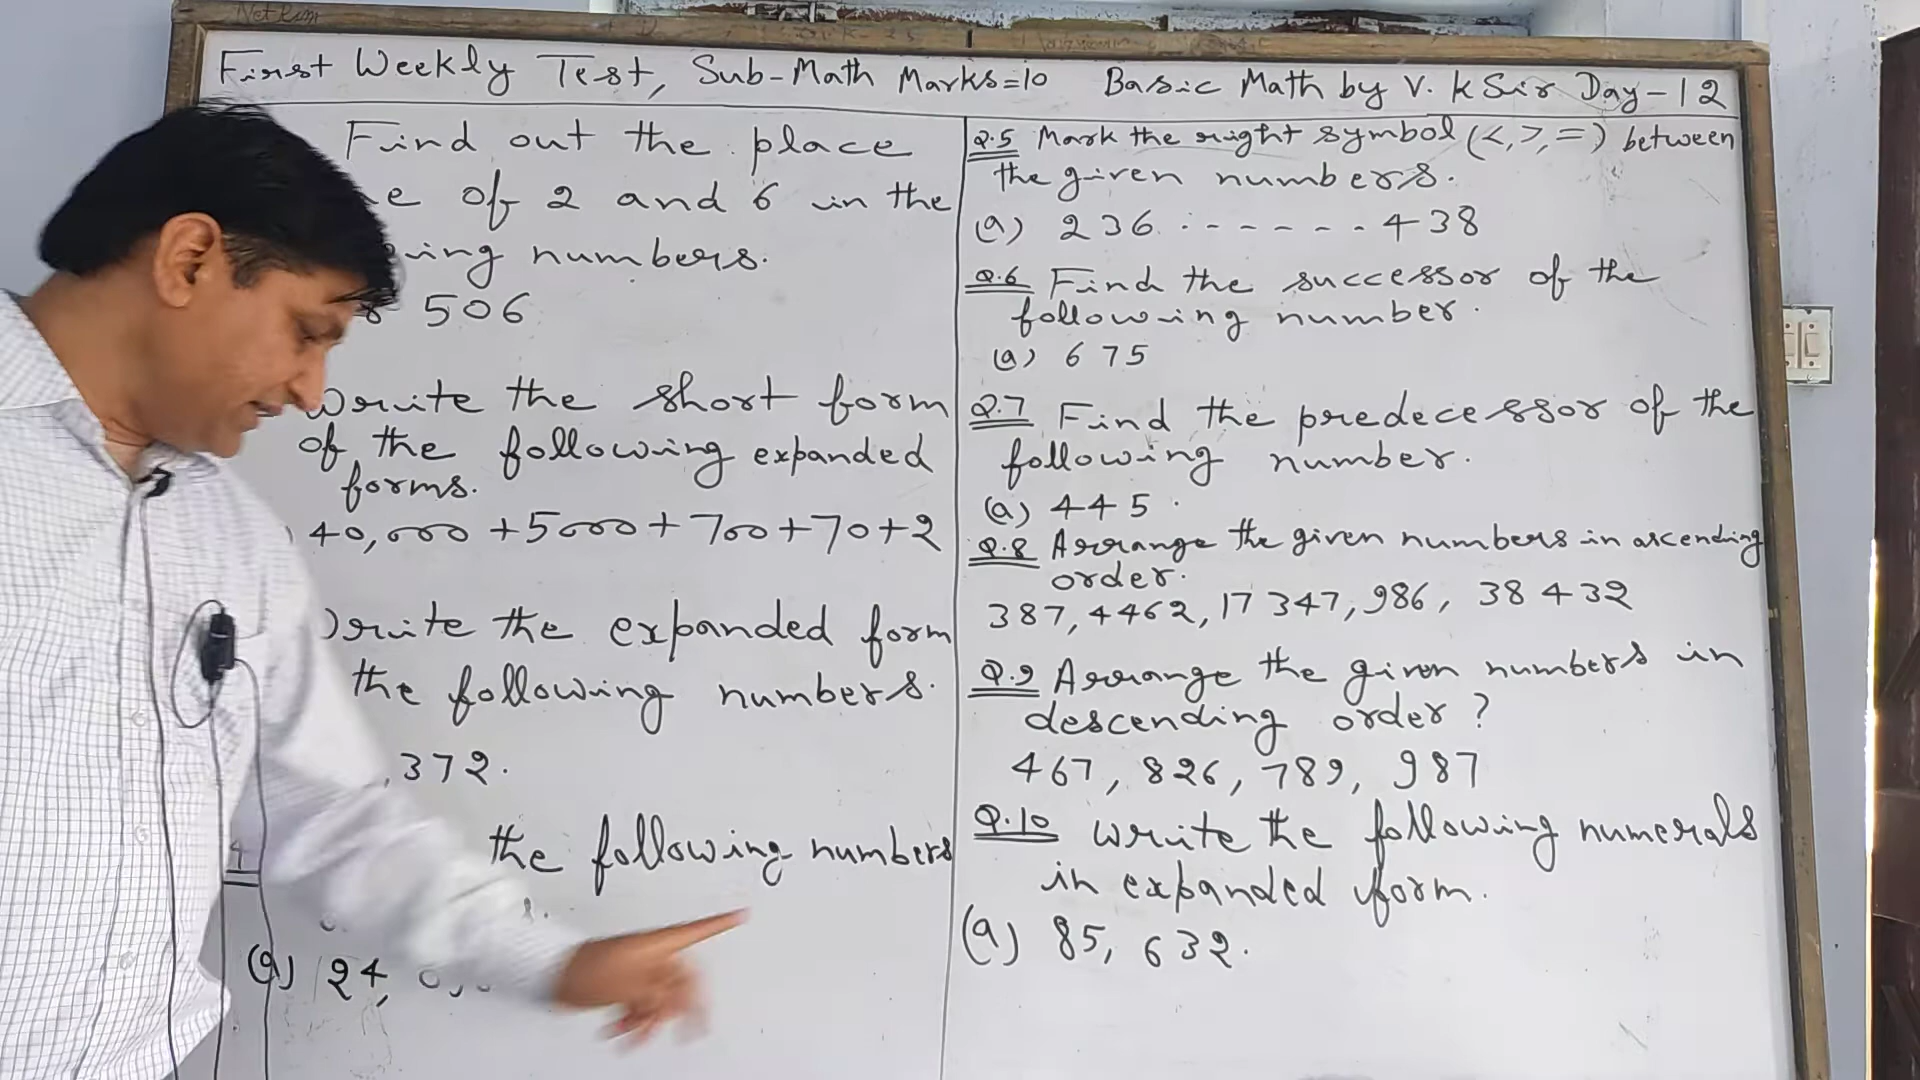 First Weekly Test, Sub-Math Marks=10 Basic Math by V. K Sir Day-12
Find out the place
e of 2 and 6 in the
ing numbers.
506
Write the short form
of the following expanded
forms.
40,000 + 5000 + 700 + 70 + 2
rite the expanded form
the following numbers.
,372.
4
the following numbers
(a) 24,
Q.5 Mark the right symbol (<, >, =) between
the given numbers.
(a) 236 . - - - - - - 438
Q.6 Find the successor of the
following number.
(a) 675
Q.7 Find the predecessor of the
following number.
(a) 445.
Q.8 Arrange the given numbers in ascending
order.
387, 4462, 17347, 986, 38432
Q.9 Arrange the given numbers in
descending order?
467, 826, 789, 987
Q.10 Write the following numerals
in expanded form.
(a) 85,632.